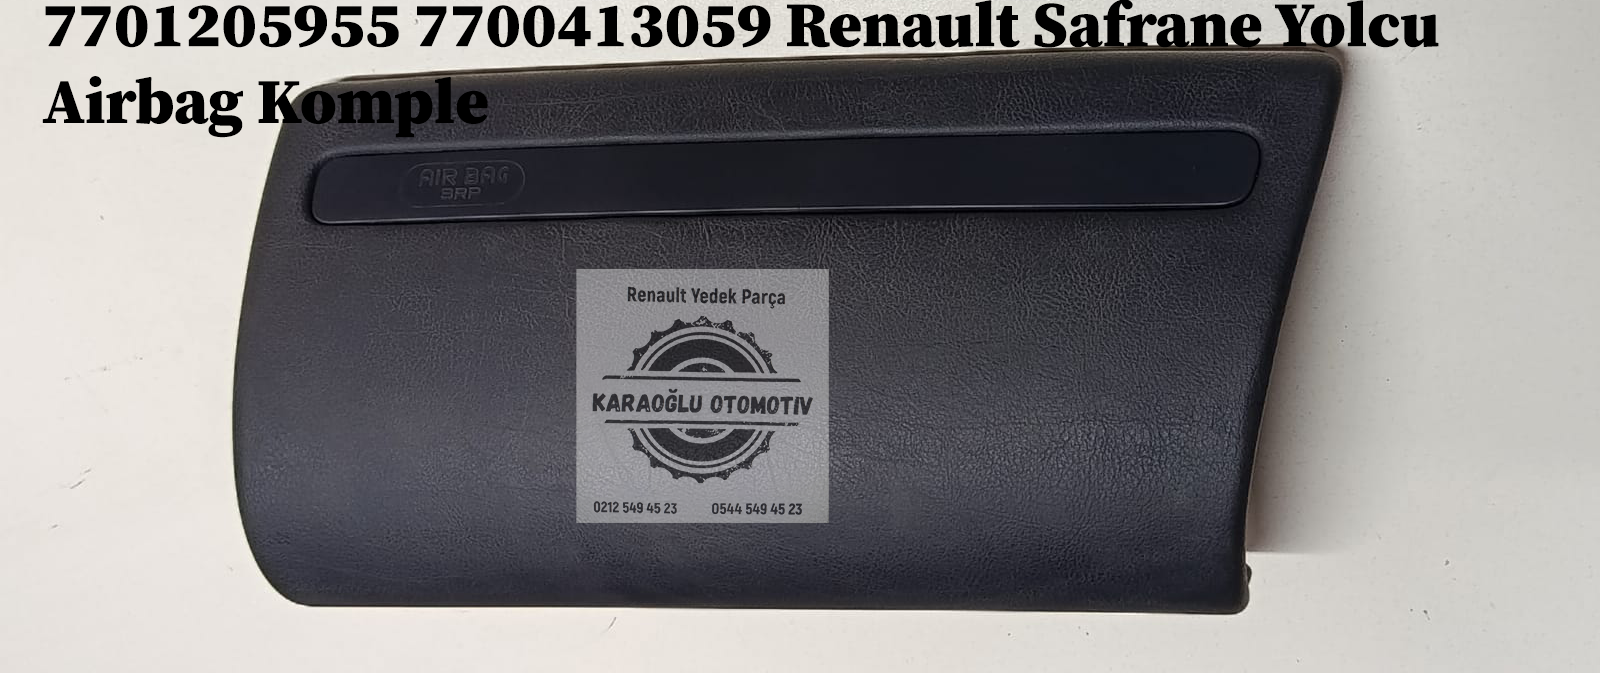 7701205955 7700413059 Renault Safrane Yolcu
Airbag Komple
AIR BAG
SRP
Renault Yedek Parça
KARAOĞLU OTOMOTİV
0212 549 45 23 0544 549 45 23